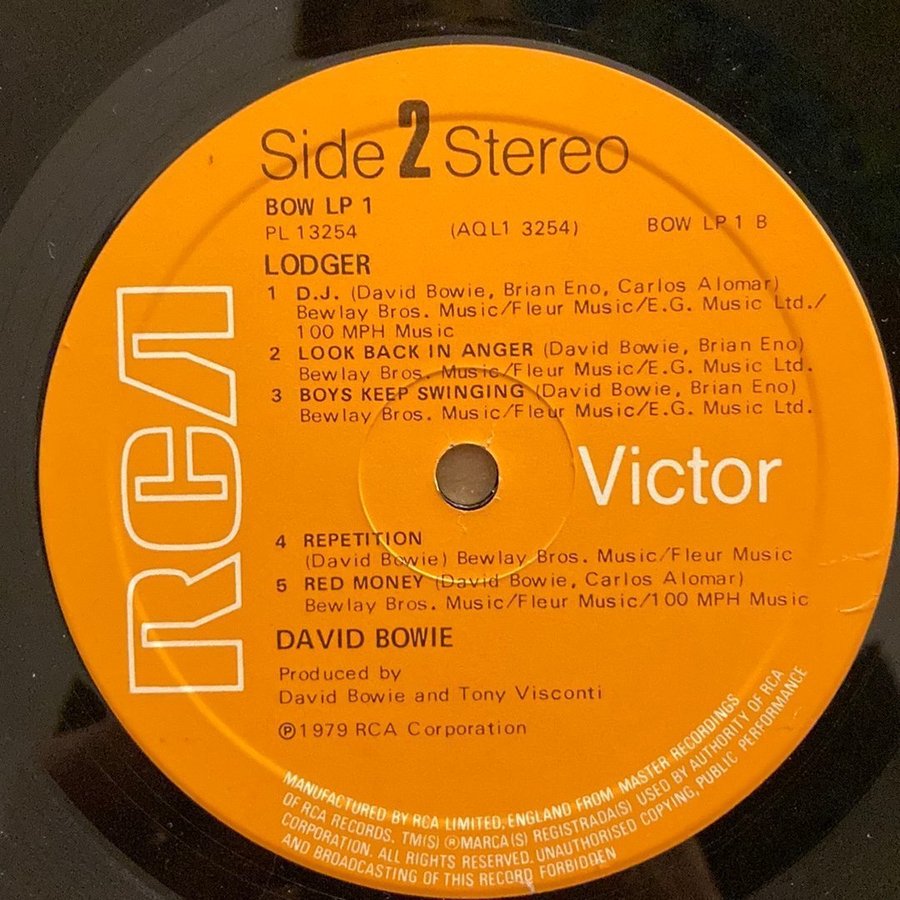 Side 2 Stereo
BOW LP 1
PL 13254 (AQL1 3254) BOW LP 1 B
LODGER
1 D.J. (David Bowie, Brian Eno, Carlos Alomar)
Bewlay Bros. Music/Fleur Music/E.G. Music Ltd./
100 MPH Music
2 LOOK BACK IN ANGER (David Bowie, Brian Eno)
Bewlay Bros. Music/Fleur Music/E.G. Music Ltd.
3 BOYS KEEP SWINGING (David Bowie, Brian Eno)
Bewlay Bros. Music/Fleur Music/E.G. Music Ltd.
RCA
Victor
4 REPETITION
(David Bowie) Bewlay Bros. Music/Fleur Music
5 RED MONEY (David Bowie, Carlos Alomar)
Bewlay Bros. Music/Fleur Music/100 MPH Music
DAVID BOWIE
Produced by
David Bowie and Tony Visconti
℗1979 RCA Corporation
MANUFACTURED BY RCA LIMITED, ENGLAND FROM MASTER RECORDINGS
OF RCA RECORDS. TM(S) ®MARCA(S) REGISTRADA(S) USED BY AUTHORITY OF RCA
CORPORATION. ALL RIGHTS RESERVED. UNAUTHORISED COPYING, PUBLIC PERFORMANCE
AND BROADCASTING OF THIS RECORD FORBIDDEN